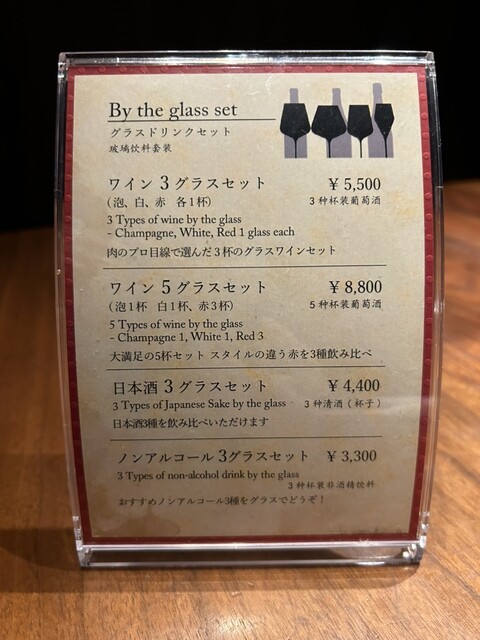 By the glass set
グラスドリンクセット
玻璃饮料套装
ワイン 3 グラスセット ￥5,500
（泡、白、赤 各1杯） 3 种杯装葡萄酒
3 Types of wine by the glass
- Champagne, White, Red 1 glass each
肉のプロ目線で選んだ3杯のグラスワインセット
ワイン 5 グラスセット ￥8,800
（泡1杯 白1杯、赤3杯） 5 种杯装葡萄酒
5 Types of wine by the glass
- Champagne 1, White 1, Red 3
大満足の5杯セット スタイルの違う赤を3種飲み比べ
日本酒 3 グラスセット ￥4,400
3 Types of Japanese Sake by the glass 3 种清酒（杯子）
日本酒3種を飲み比べいただけます
ノンアルコール 3グラスセット ￥3,300
3 Types of non-alcohol drink by the glass
3 种杯装非酒精饮料
おすすめノンアルコール3種をグラスでどうぞ！